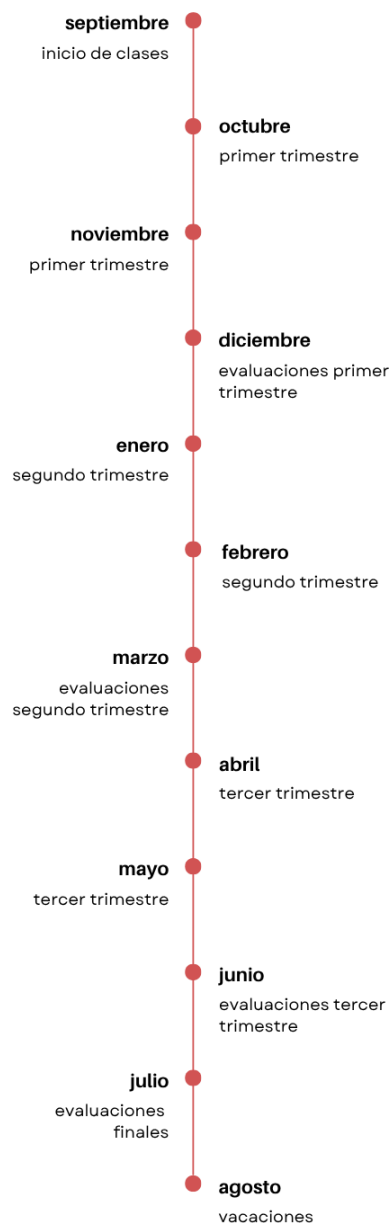 septiembre
inicio de clases
octubre
primer trimestre
noviembre
primer trimestre
diciembre
evaluaciones primer
trimestre
enero
segundo trimestre
febrero
segundo trimestre
marzo
evaluaciones
segundo trimestre
abril
tercer trimestre
mayo
tercer trimestre
junio
evaluaciones tercer
trimestre
julio
evaluaciones
finales
agosto
vacaciones